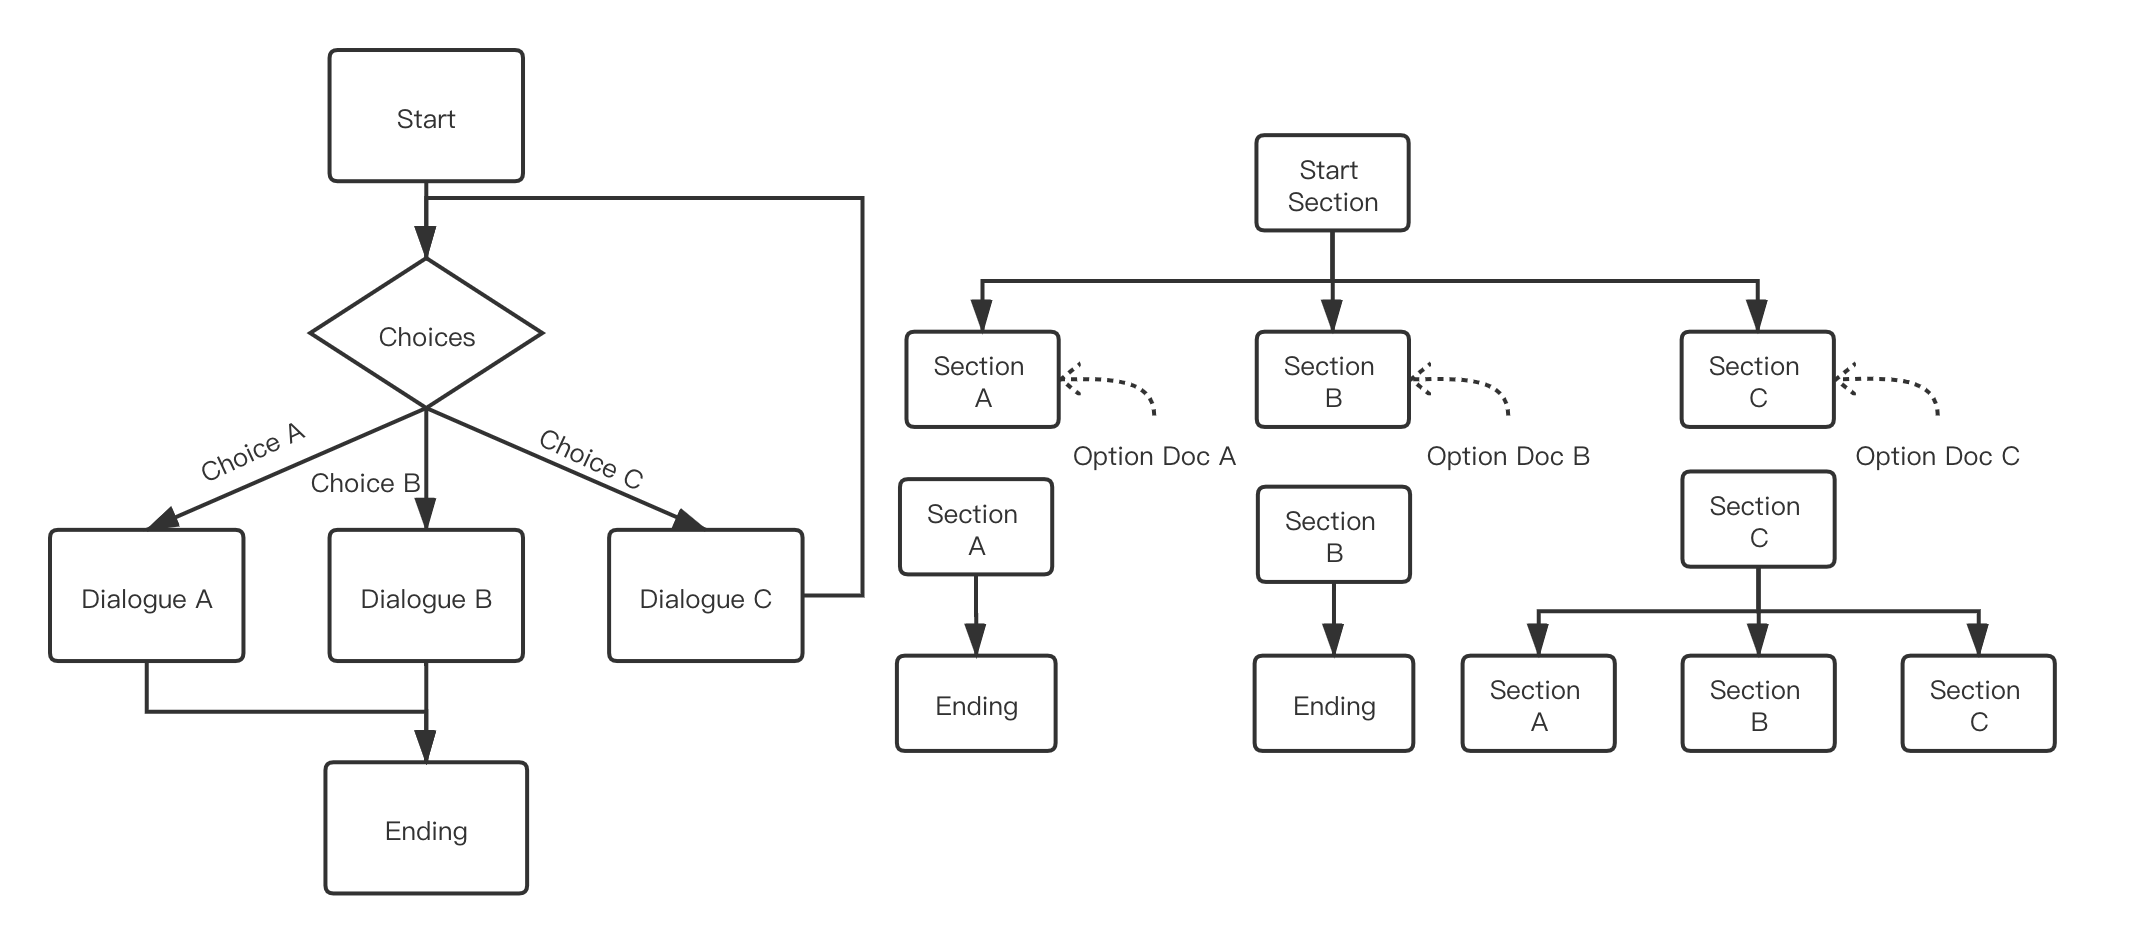 Start
Choices
Choice A
Choice B
Choice C
Dialogue A
Dialogue B
Dialogue C
Ending
Start
Section
Section
A
Section
B
Section
C
Option Doc A
Option Doc B
Option Doc C
Section
A
Section
B
Section
C
Ending
Ending
Section
A
Section
B
Section
C